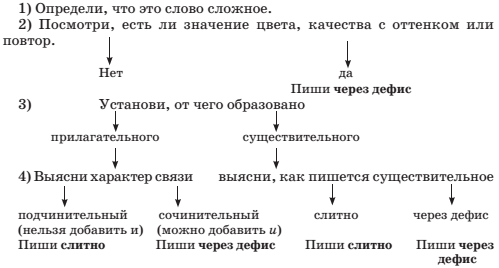 1) Определи, что это слово сложное.
2) Посмотри, есть ли значение цвета, качества с оттенком или
повтор.
Нет да
Пиши через дефис
3) Установи, от чего образовано
прилагательного существительного
4) Выясни характер связи выясни, как пишется существительное
подчинительный сочинительный слитно через дефис
(нельзя добавить и) (можно добавить и)
Пиши слитно Пиши через дефис Пиши слитно Пиши через
дефис